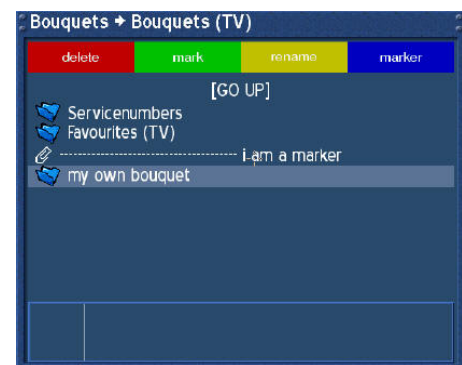 Bouquets → Bouquets (TV)
delete mark rename marker
[GO UP]
Servicenumbers
Favourites (TV)
------------------------------------ i am a marker
my own bouquet